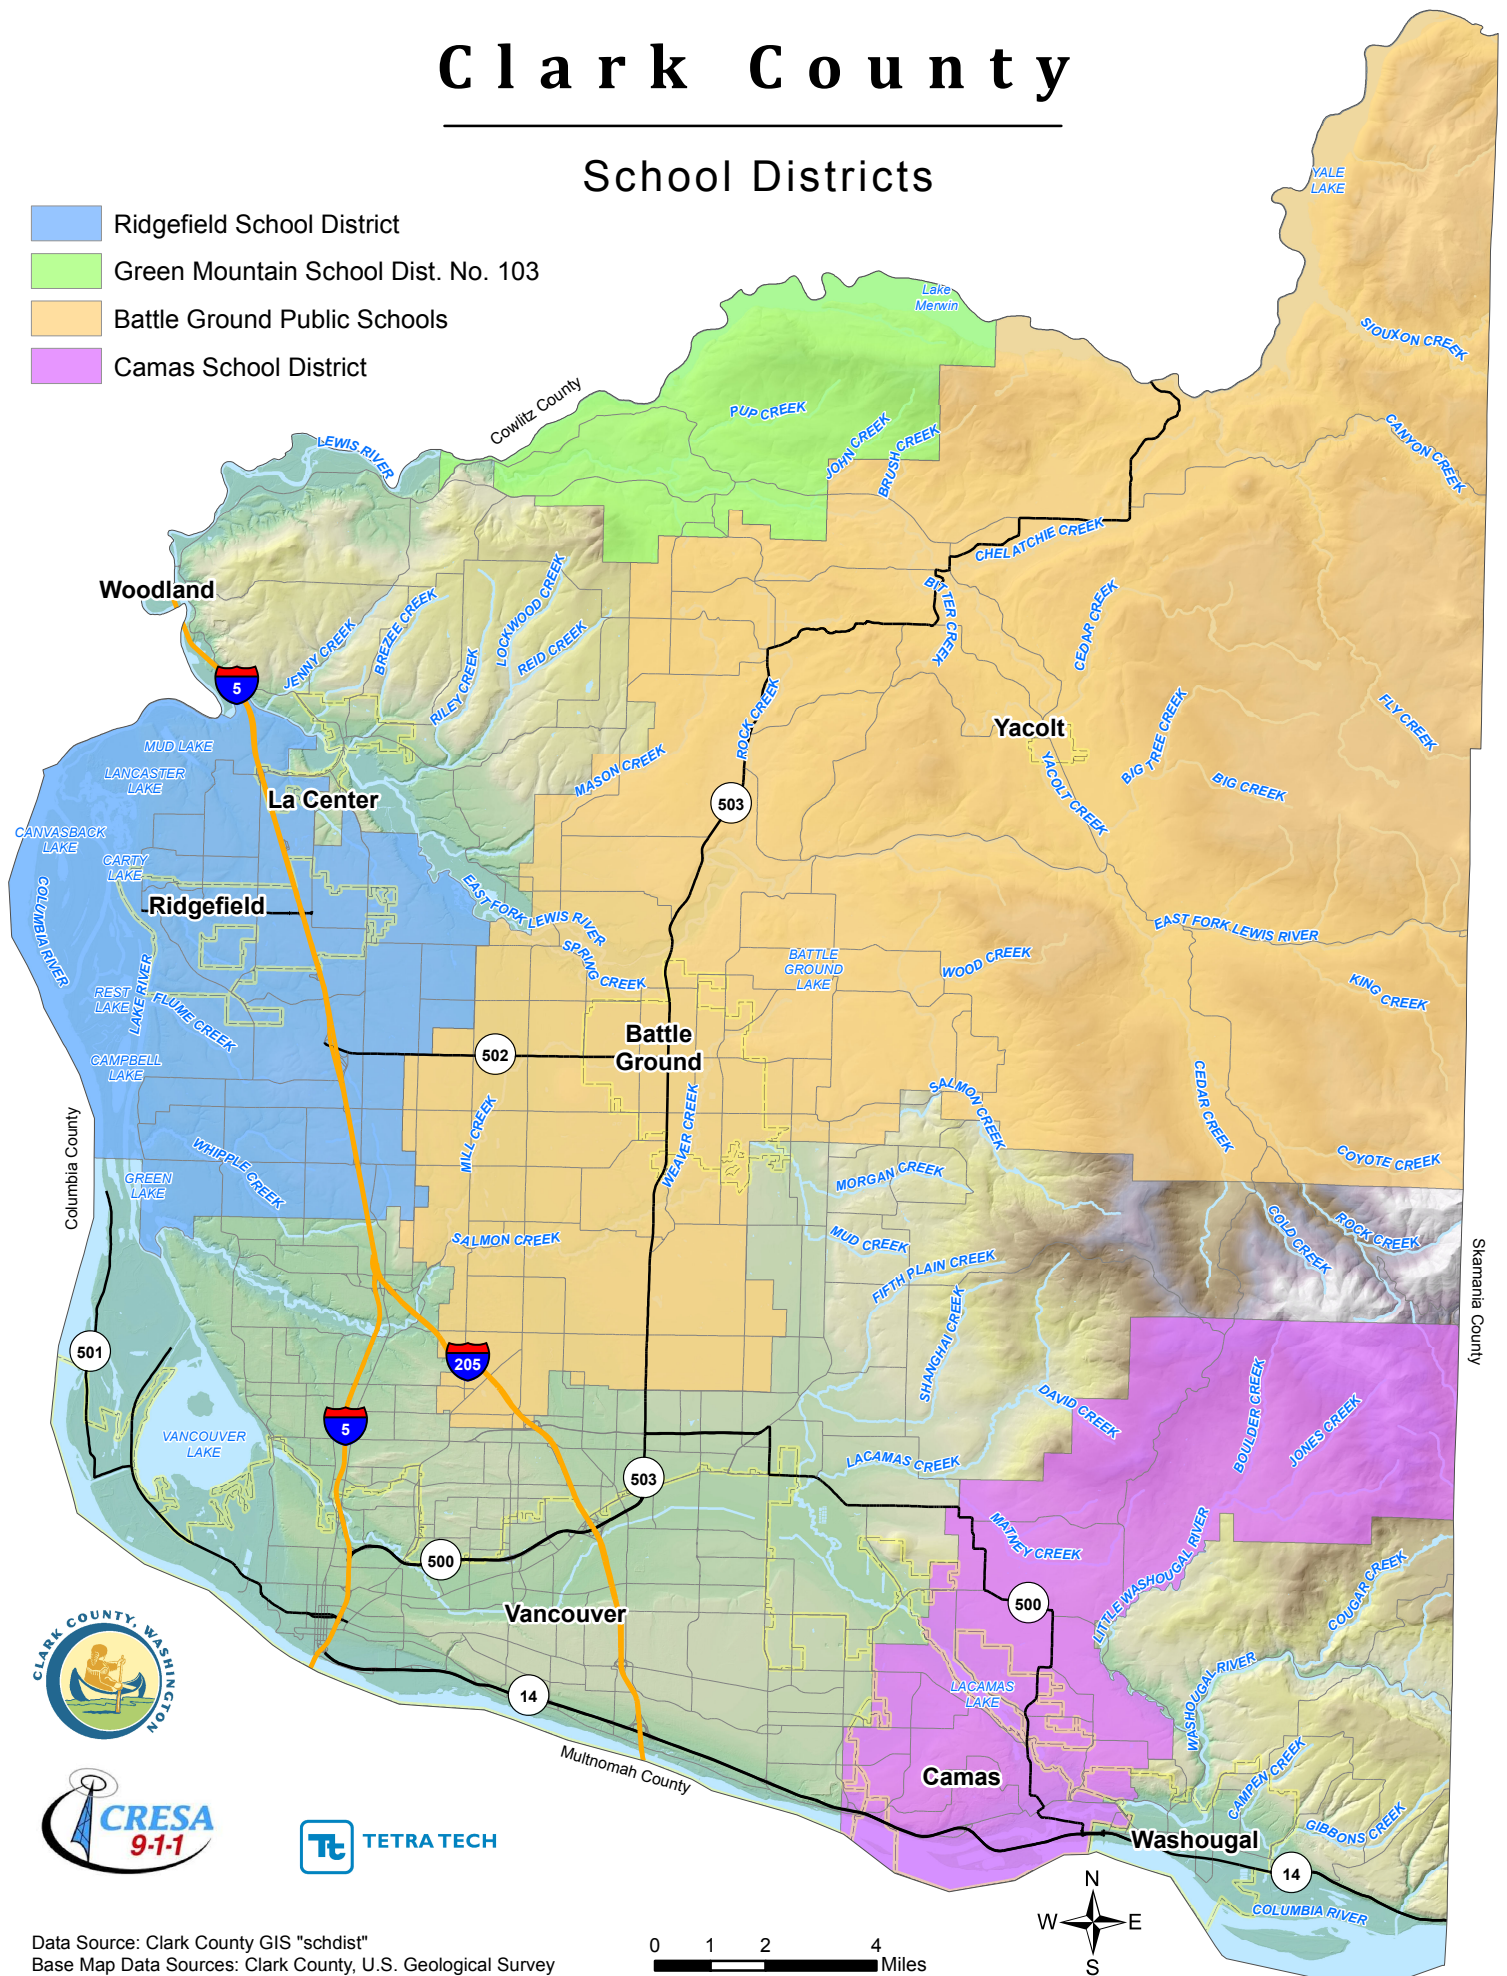 Clark County
School Districts
Ridgefield School District
Green Mountain School Dist. No. 103
Battle Ground Public Schools
Camas School District
YALE
LAKE
Lake
Merwin
SIOUXON CREEK
Cowlitz County
PUP CREEK
JOHN CREEK
BRUSH CREEK
CANYON CREEK
LEWIS RIVER
CHELATCHIE CREEK
Woodland
BITTER CREEK
CEDAR CREEK
JENNY CREEK
BREZEE CREEK
LOCKWOOD CREEK
REID CREEK
RILEY CREEK
5
ROCK CREEK
Yacolt
FLY CREEK
MUD LAKE
LANCASTER
LAKE
MASON CREEK
BIG TREE CREEK
BIG CREEK
YACOLT CREEK
La Center
503
CANVASBACK
LAKE
CARTY
LAKE
COLUMBIA RIVER
Ridgefield
EAST FORK LEWIS RIVER
EAST FORK LEWIS RIVER
SPRING CREEK
BATTLE
GROUND
LAKE
WOOD CREEK
KING CREEK
REST
LAKE
LAKE RIVER
FLUME CREEK
Battle
Ground
502
CAMPBELL
LAKE
SALMON CREEK
CEDAR CREEK
MILL CREEK
WEAVER CREEK
COYOTE CREEK
Columbia County
WHIPPLE CREEK
GREEN
LAKE
MORGAN CREEK
MUD CREEK
COLD CREEK
ROCK CREEK
SALMON CREEK
FIFTH PLAIN CREEK
SHANGHAI CREEK
Skamania County
501
205
5
DAVID CREEK
BOULDER CREEK
JONES CREEK
VANCOUVER
LAKE
LACAMAS CREEK
503
MATNEY CREEK
LITTLE WASHOUGAL RIVER
500
COUGAR CREEK
500
Vancouver
CLARK COUNTY, WASHINGTON
WASHOUGAL RIVER
LACAMAS
LAKE
14
Multnomah County
Camas
CAMPEN CREEK
GIBBONS CREEK
CRESA
9-1-1
Tt
TETRA TECH
Washougal
14
COLUMBIA RIVER
N
W
E
S
Data Source: Clark County GIS "schdist"
Base Map Data Sources: Clark County, U.S. Geological Survey
0 1 2 4
Miles